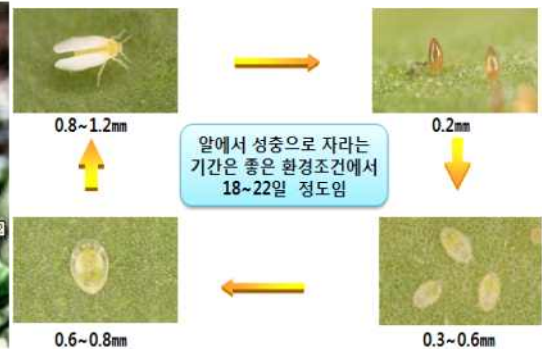 0.8~1.2㎜
0.2㎜
알에서 성충으로 자라는
기간은 좋은 환경조건에서
18~22일 정도임
0.6~0.8㎜
0.3~0.6㎜